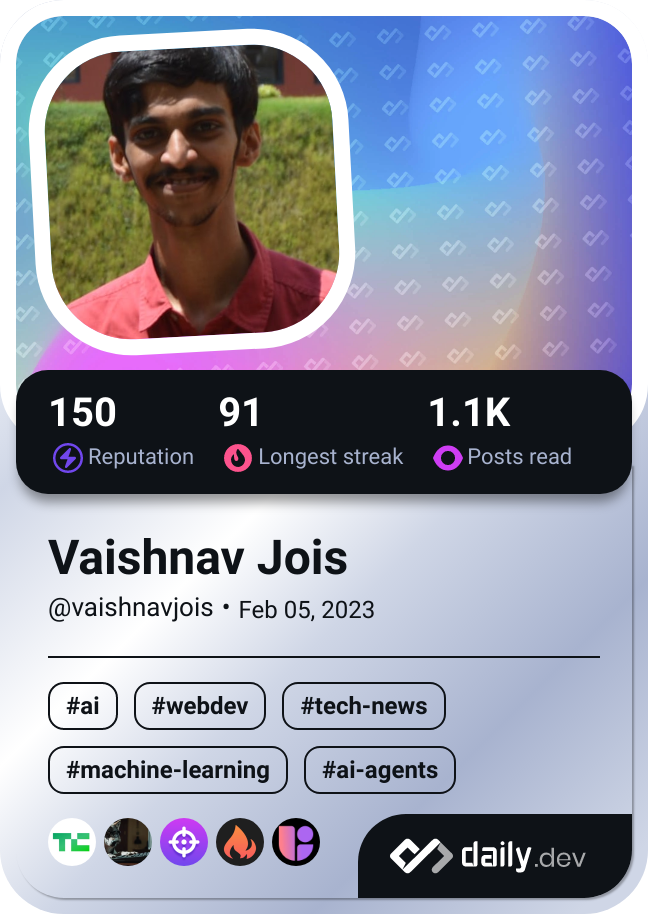 150 91 1.1K
Reputation Longest streak Posts read
Vaishnav Jois
@vaishnavjois • Feb 05, 2023
#ai #webdev #tech-news
#machine-learning #ai-agents
TC
daily.dev